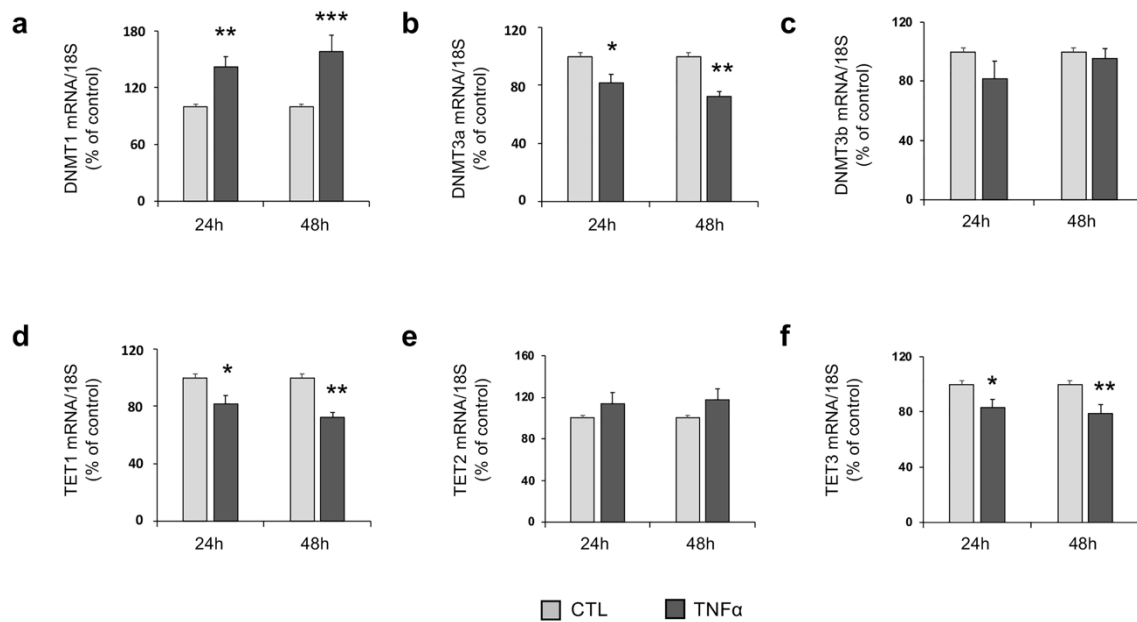 a
DNMT1 mRNA/18S
(% of control)
180
140
100
60
0
**
***
24h
48h
b
DNMT3a mRNA/18S
(% of control)
120
80
40
0
*
**
24h
48h
c
DNMT3b mRNA/18S
(% of control)
120
80
40
0
24h
48h
d
TET1 mRNA/18S
(% of control)
120
80
40
0
*
**
24h
48h
e
TET2 mRNA/18S
(% of control)
160
120
80
40
0
24h
48h
f
TET3 mRNA/18S
(% of control)
120
80
40
0
*
**
24h
48h
CTL
TNFα